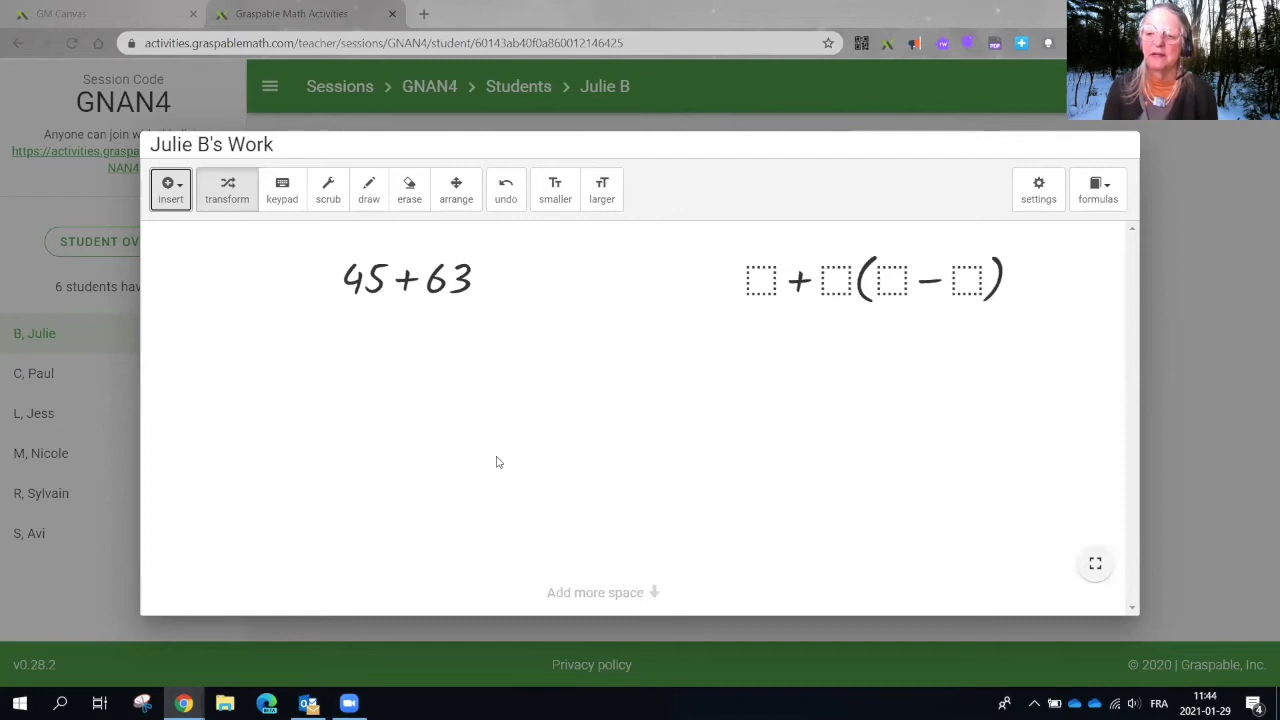 GM Canvas
Graspable Math Activities
activities.graspablemath.com/teacher/sessions/GNAN4/student/60143ab40f0a860012146425
Session Code
GNAN4
Sessions > GNAN4 > Students > Julie B
Anyone can join
https://activities.graspa
NAN4
STUDENT OV
6 students hav
B, Julie
C, Paul
L, Jess
M, Nicole
R, Sylvain
S, Avi
Julie B's Work
insert transform keypad scrub draw erase arrange undo smaller larger settings formulas
45 + 63
□ + □(□ − □)
Add more space
v0.28.2 Privacy policy © 2020 | Graspable, Inc.
FRA
11:44
2021-01-29
4